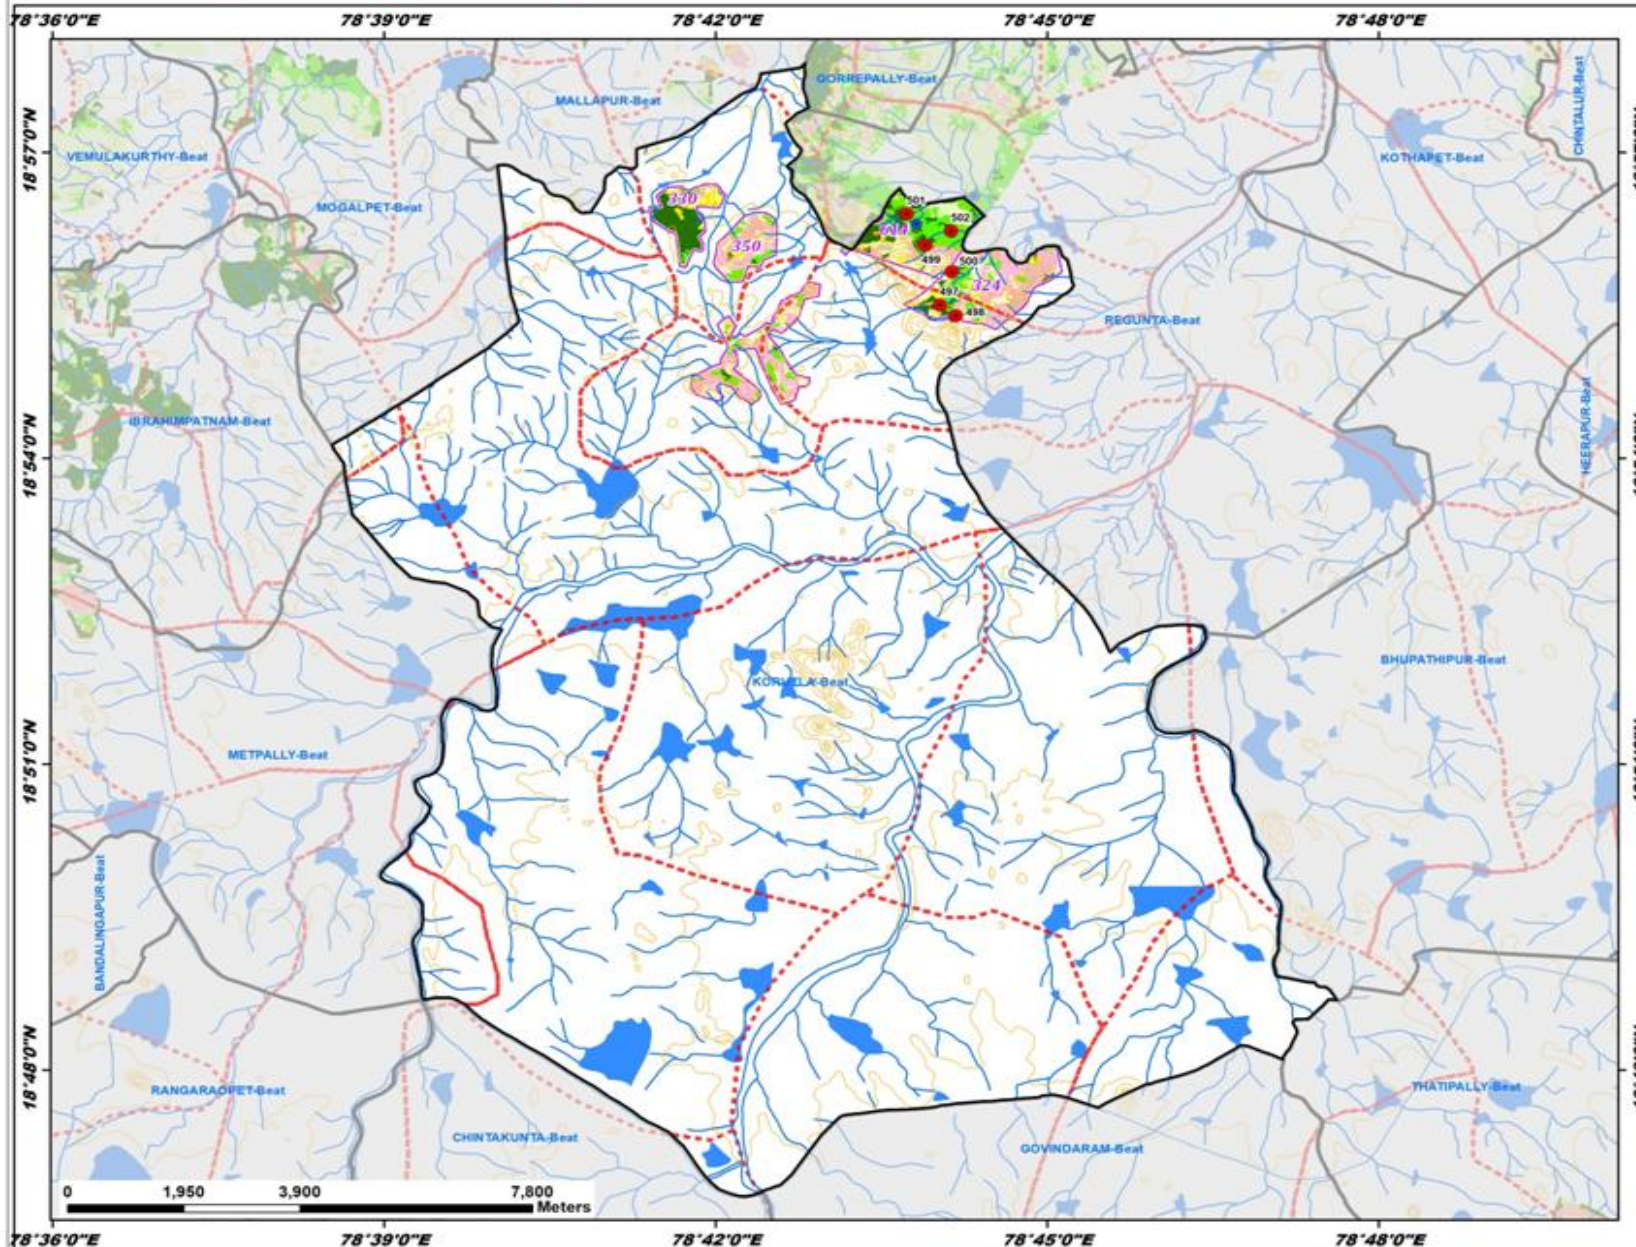 78°36'0"E 78°39'0"E 78°42'0"E 78°45'0"E 78°48'0"E
GORREPALLY-Beat
MALLAPUR-Beat
CHINTALUR-Beat
18°57'0"N
VEMULAKURTHY-Beat
KOTHAPET-Beat
330
501
MOGALPET-Beat
502
614
350
499
500
324
497
498
REGUNTA-Beat
IBRAHIMPATNAM-Beat
HEERAPUR-Beat
18°54'0"N
BHUPATHIPUR-Beat
METPALLY-Beat
18°51'0"N
BANDALINGAPUR-Beat
18°48'0"N
RANGARAOPET-Beat
THATIPALLY-Beat
CHINTAKUNTA-Beat
GOVINDARAM-Beat
0 1,950 3,900 7,800
Meters
78°36'0"E 78°39'0"E 78°42'0"E 78°45'0"E 78°48'0"E